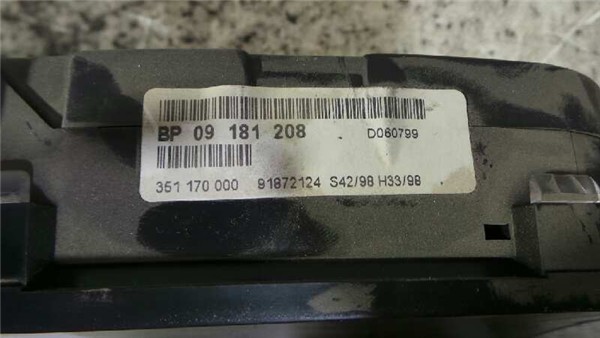 BP 09 181 208 D060799
351 170 000 91872124 S42/98 H33/98